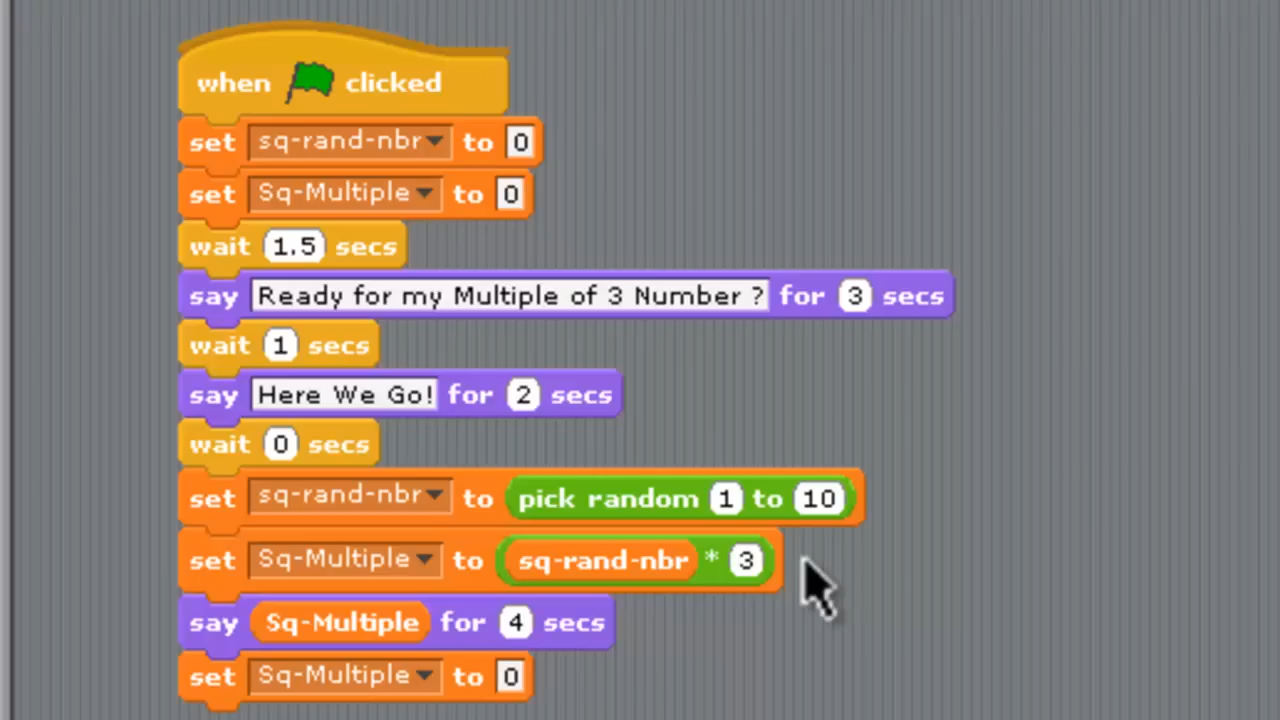 when clicked
set sq-rand-nbr to 0
set Sq-Multiple to 0
wait 1.5 secs
say Ready for my Multiple of 3 Number ? for 3 secs
wait 1 secs
say Here We Go! for 2 secs
wait 0 secs
set sq-rand-nbr to pick random 1 to 10
set Sq-Multiple to sq-rand-nbr * 3
say Sq-Multiple for 4 secs
set Sq-Multiple to 0